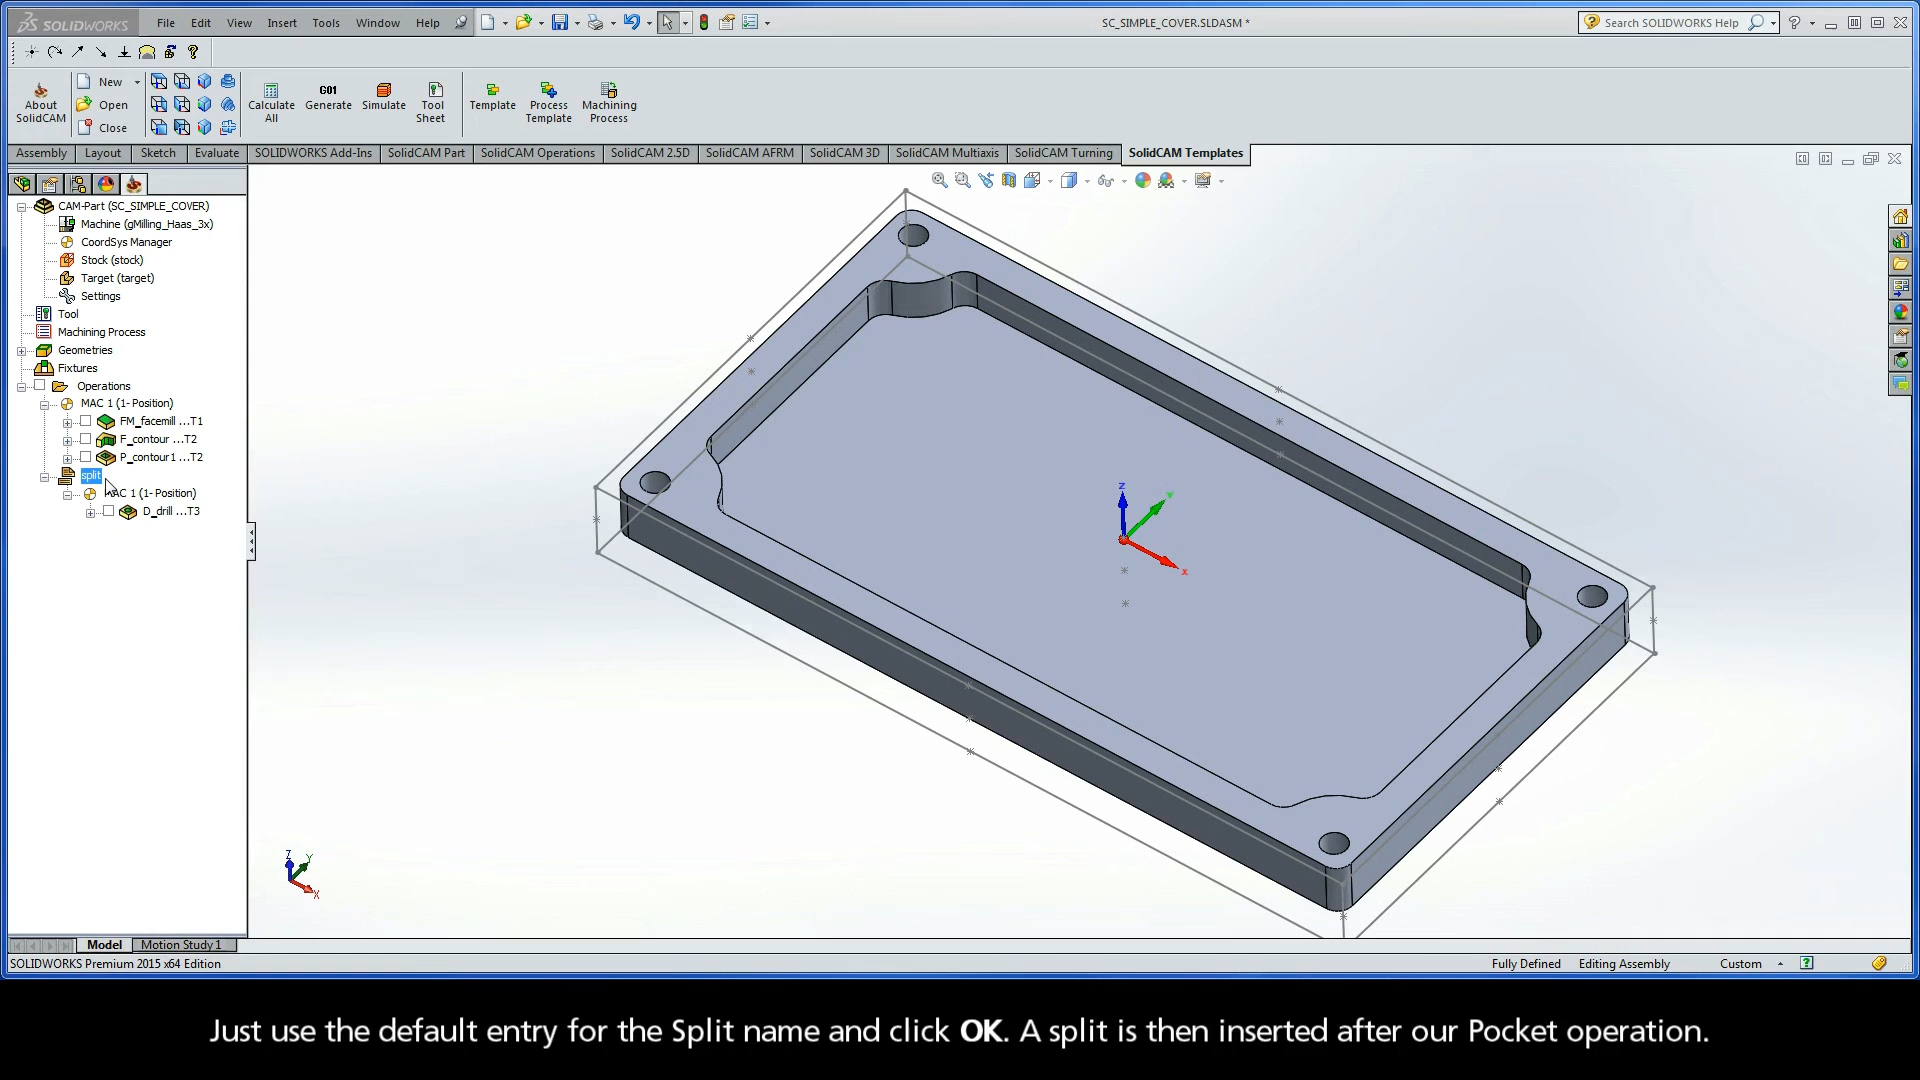 SOLIDWORKS File Edit View Insert Tools Window Help SC_SIMPLE_COVER.SLDASM * Search SOLIDWORKS Help
New
Open
Close
About SolidCAM
Calculate All
G01
Generate
Simulate
Tool Sheet
Template
Process Template
Machining Process
Assembly Layout Sketch Evaluate SOLIDWORKS Add-Ins SolidCAM Part SolidCAM Operations SolidCAM 2.5D SolidCAM AFRM SolidCAM 3D SolidCAM Multiaxis SolidCAM Turning SolidCAM Templates
CAM-Part (SC_SIMPLE_COVER)
Machine (gMilling_Haas_3x)
CoordSys Manager
Stock (stock)
Target (target)
Settings
Tool
Machining Process
Geometries
Fixtures
Operations
MAC 1 (1- Position)
FM_facemill ...T1
F_contour ...T2
P_contour1 ...T2
split
AC 1 (1- Position)
D_drill ...T3
Z
Y
X
Z
Y
X
Model Motion Study 1
SOLIDWORKS Premium 2015 x64 Edition Fully Defined Editing Assembly Custom
Just use the default entry for the Split name and click OK. A split is then inserted after our Pocket operation.